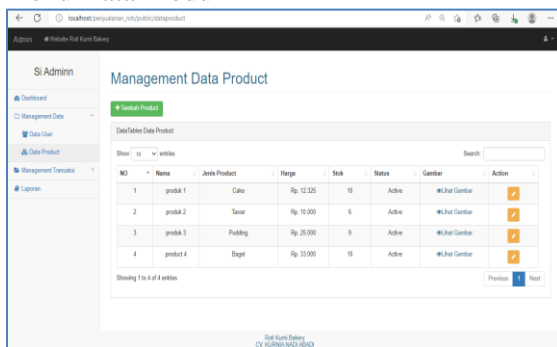 localhost/penjualanan_roti/public/dataproduct
Admin Website Roti Kurni Bakery
Si Adminn
Management Data Product
Dashboard
+ Tambah Product
Management Data
DataTables Data Product
Data User
Data Product
Show 10 entries Search:
Management Transaksi
NO Nama Jenis Product Harga Stok Status Gambar Action
Laporan
1 produk 1 Cake Rp. 12.325 18 Active Lihat Gambar
2 produk 2 Tawar Rp. 10.000 6 Active Lihat Gambar
3 produk 3 Pudding Rp. 25.000 9 Active Lihat Gambar
4 product 4 Bagel Rp. 33.000 10 Active Lihat Gambar
Showing 1 to 4 of 4 entries Previous 1 Next
Roti Kurni Bakery
CV. KURNIA NADI ABADI